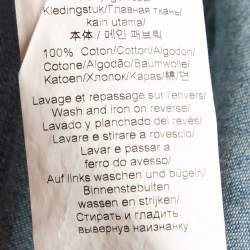 Kledingstuk/Главная ткань/
kain utama/
本体 / 메인 패브릭
100% Coton/Cotton/Algodon/
Cotone/Algodão/Baumwolle/
Katoen/Хлопок/Kapas/綿/면
Lavage et repassage sur l'envers/
Wash and Iron on reverse/
Lavado y planchado del revés/
Lavare e stirare a rovescio/
Lavar e passar a
ferro do avesso/
Auf links waschen und bügeln/
Binnenstebuiten
wassen en strijken/
Стирать и гладить
вывернув наизнанку